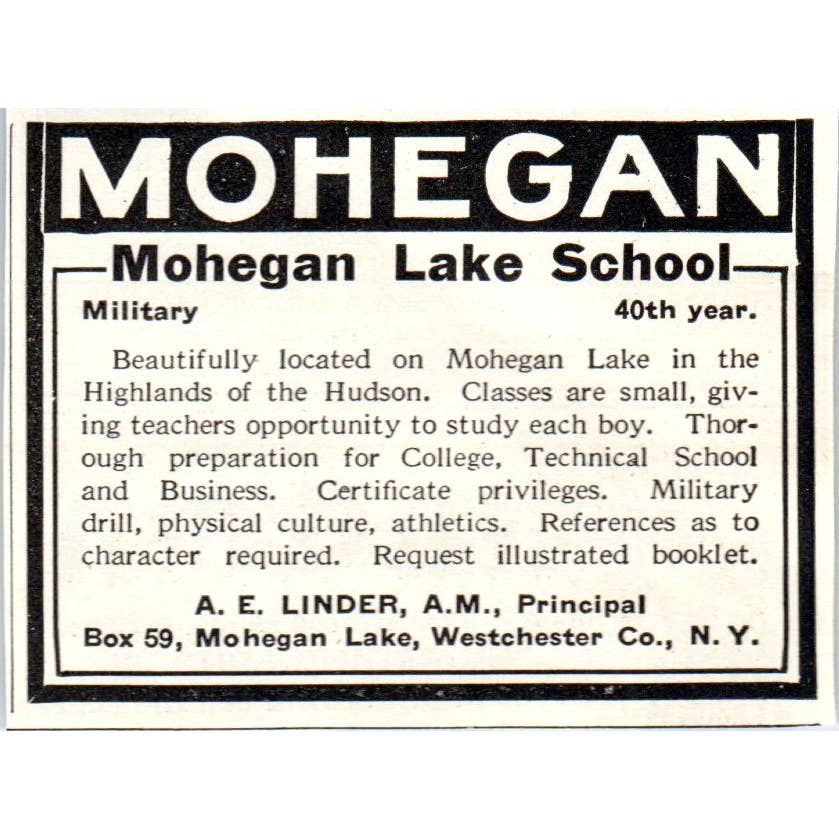 MOHEGAN
Mohegan Lake School
Military 40th year.
Beautifully located on Mohegan Lake in the
Highlands of the Hudson. Classes are small, giv-
ing teachers opportunity to study each boy. Thor-
ough preparation for College, Technical School
and Business. Certificate privileges. Military
drill, physical culture, athletics. References as to
character required. Request illustrated booklet.
A. E. LINDER, A.M., Principal
Box 59, Mohegan Lake, Westchester Co., N. Y.